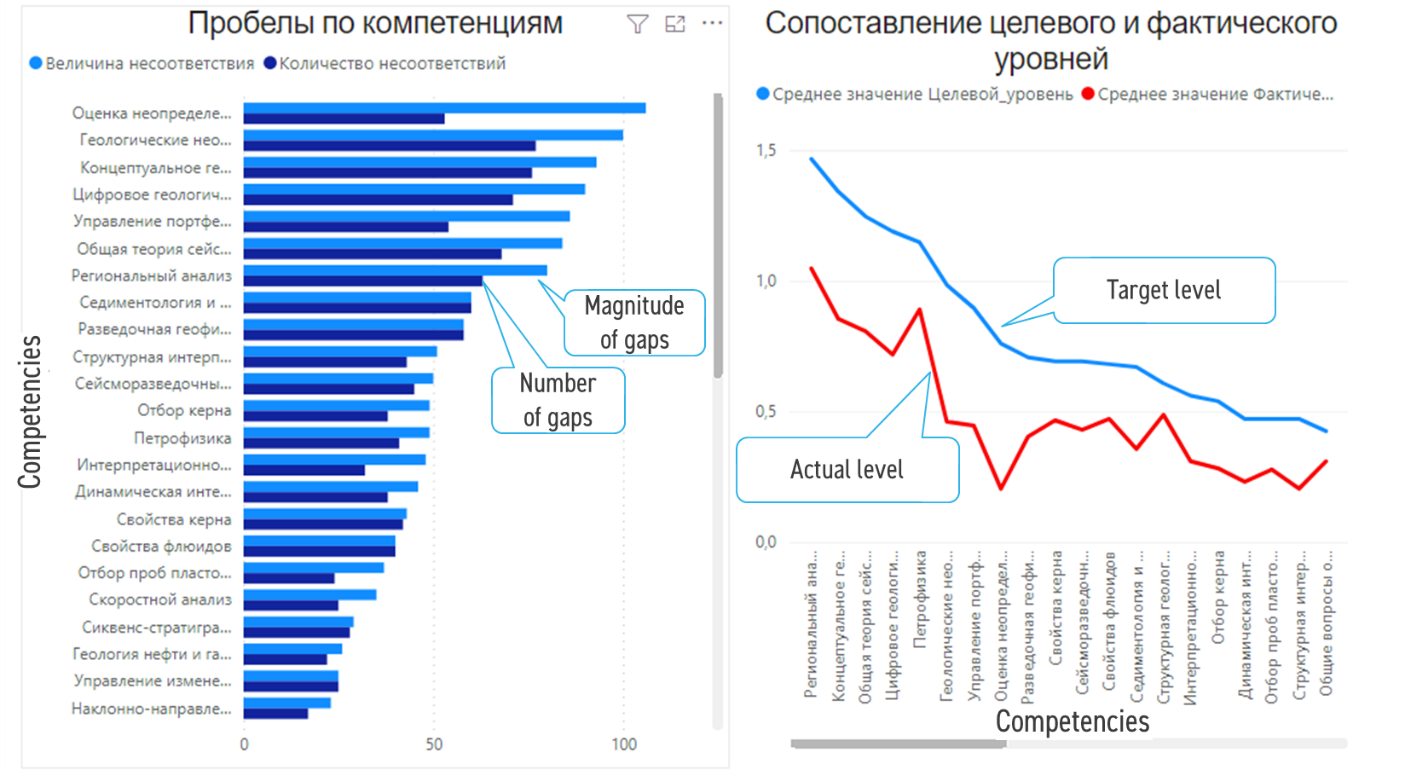 Пробелы по компетенциям
Величина несоответствия Количество несоответствий
Оценка неопределе...
Геологические нео...
Концептуальное ге...
Цифровое геологич...
Управление портфе...
Общая теория сейс...
Региональный анализ
Седиментология и ...
Разведочная геофи...
Структурная интерп...
Сейсморазведочны...
Отбор керна
Петрофизика
Интерпретационно...
Динамическая инте...
Свойства керна
Свойства флюидов
Отбор проб пласто...
Скоростной анализ
Сиквенс-стратигра...
Геология нефти и га...
Управление измене...
Наклонно-направле...
0 50 100
Competencies
Magnitude
of gaps
Number
of gaps
Сопоставление целевого и фактического
уровней
Среднее значение Целевой_уровень Среднее значение Фактиче...
1,5
1,0
0,5
0,0
Target level
Actual level
Региональный ана...
Концептуальное ге...
Общая теория сейс...
Цифровое геологи...
Петрофизика
Геологические нео...
Управление портф...
Оценка неопредел...
Разведочная геофи...
Свойства керна
Сейсморазведочн...
Свойства флюидов
Седиментология и ...
Структурная геолог...
Интерпретационно...
Отбор керна
Динамическая инт...
Отбор проб пласто...
Структурная интер...
Общие вопросы о...
Competencies